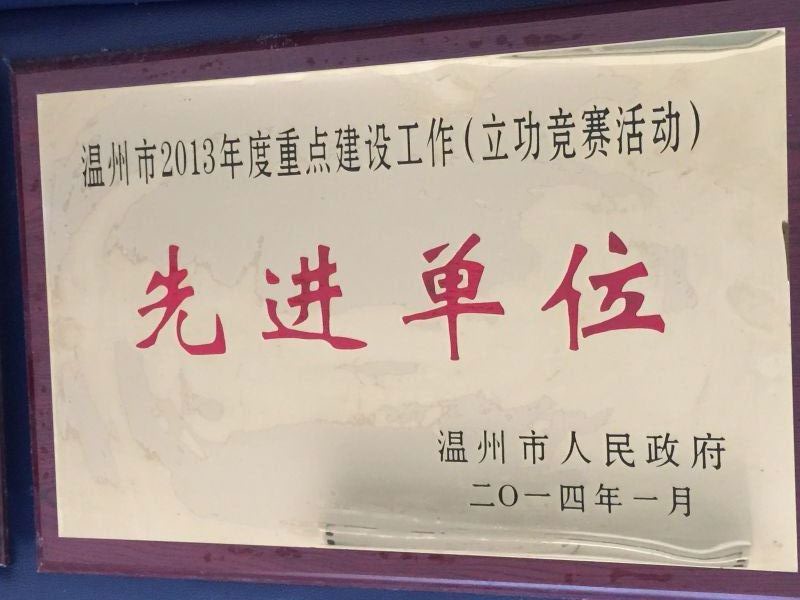 温州市2013年度重点建设工作(立功竞赛活动)
先进单位
温州市人民政府
二〇一四年一月